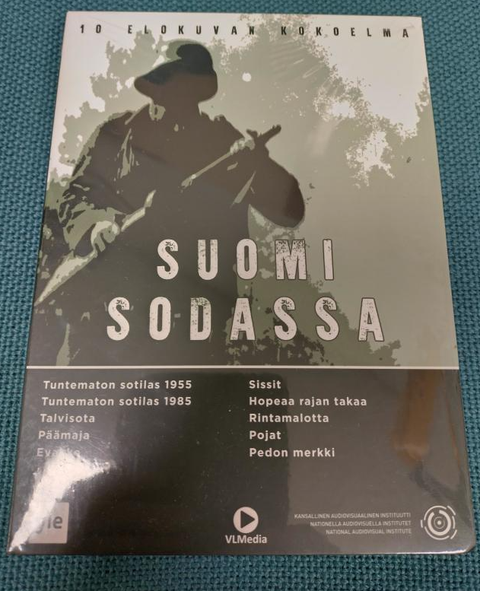 10 ELOKUVAN KOKOELMA
SUOMI
SODASSA
Tuntematon sotilas 1955
Tuntematon sotilas 1985
Talvisota
Päämaja
Sissit
Hopeaa rajan takaa
Rintamalotta
Pojat
Pedon merkki
yle
VLMedia
KANSALLINEN AUDIOVISUAALINEN INSTITUUTTI
NATIONELLA AUDIOVISUELLA INSTITUTET
NATIONAL AUDIOVISUAL INSTITUTE